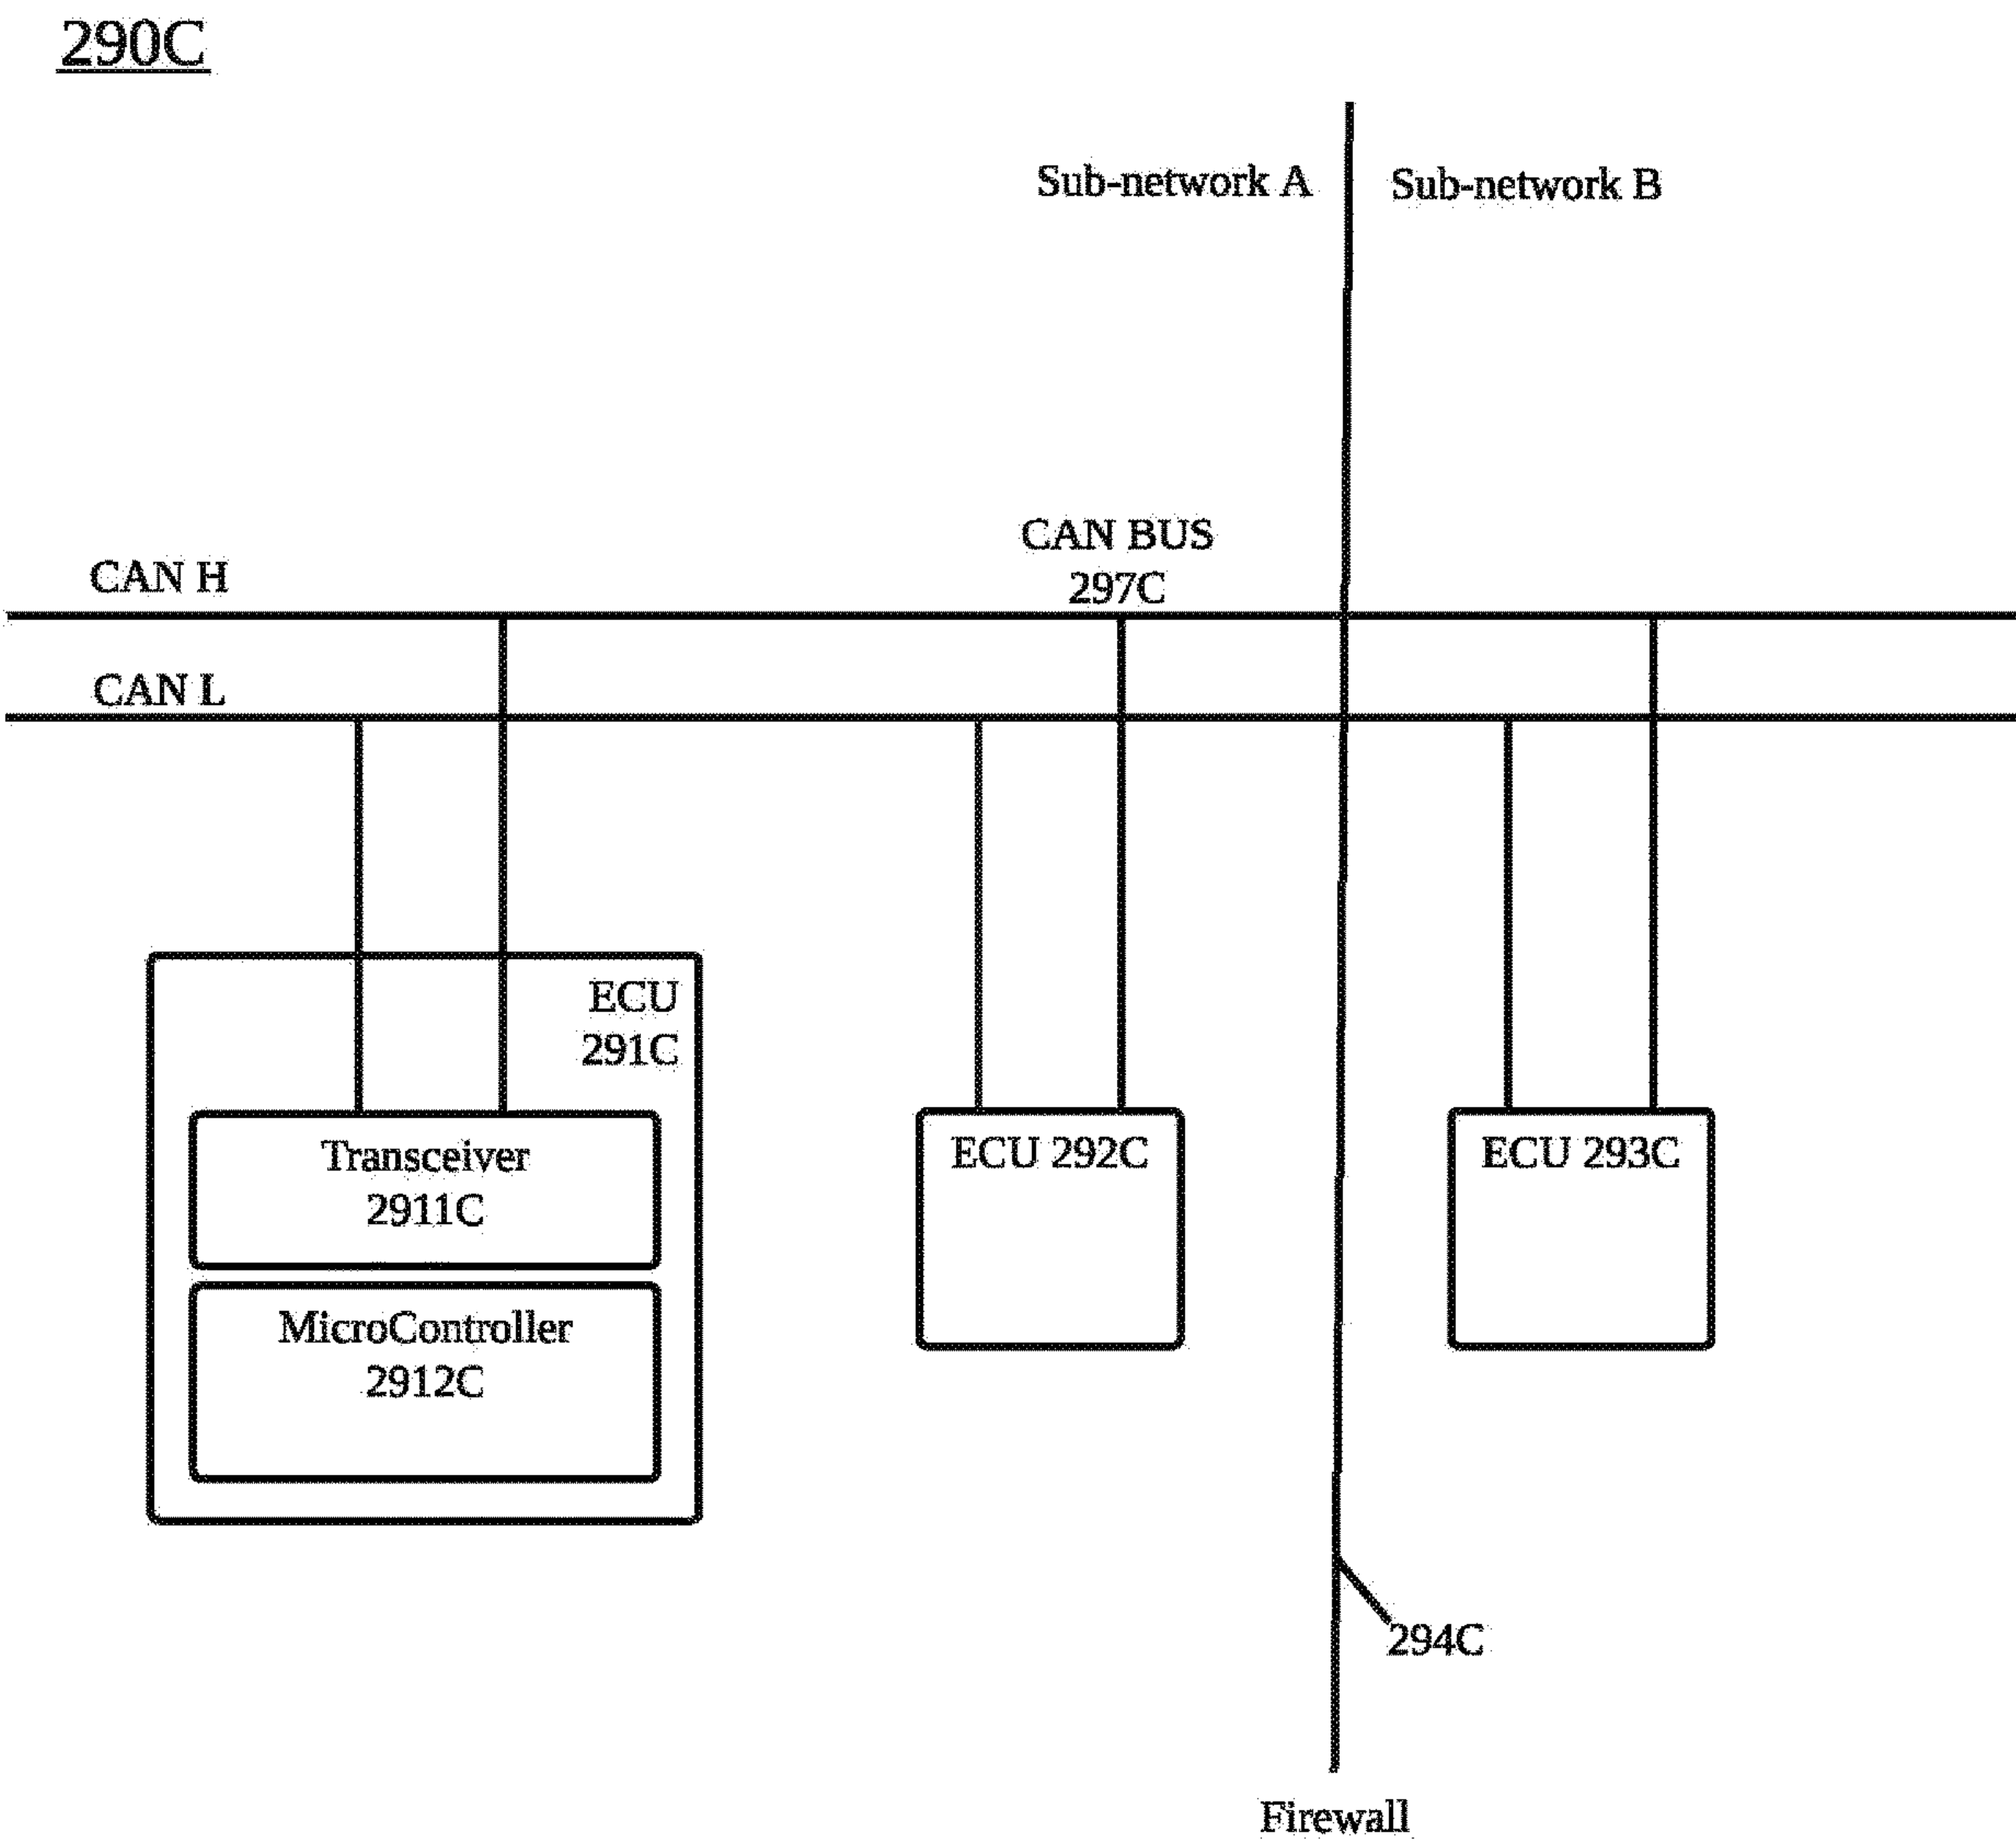 290C
Sub-network A
Sub-network B
CAN BUS
297C
CAN H
CAN L
ECU
291C
Transceiver
2911C
MicroController
2912C
ECU 292C
ECU 293C
294C
Firewall